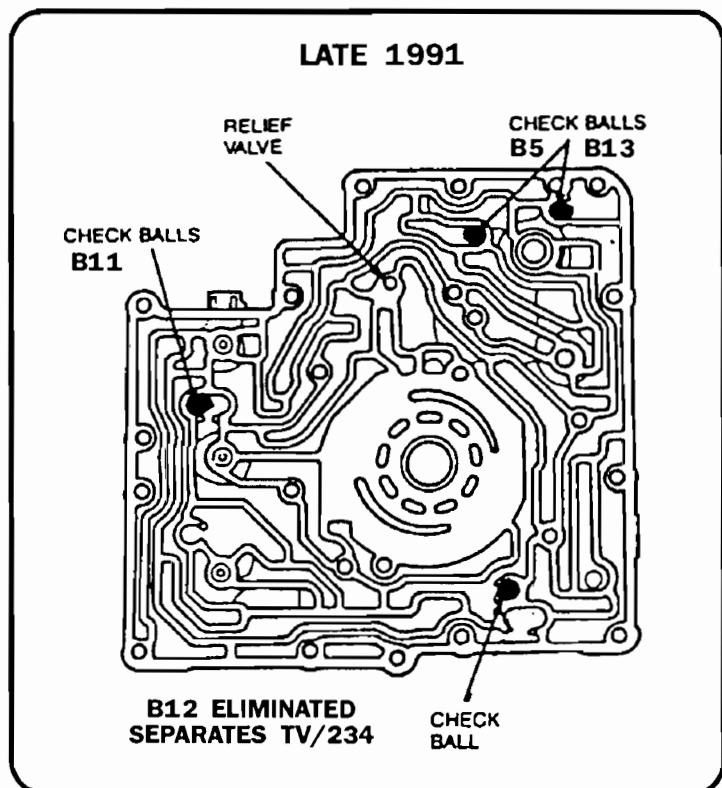 LATE 1991
RELIEF
VALVE
CHECK BALLS
B5 B13
CHECK BALLS
B11
B12 ELIMINATED
SEPARATES TV/234
CHECK
BALL